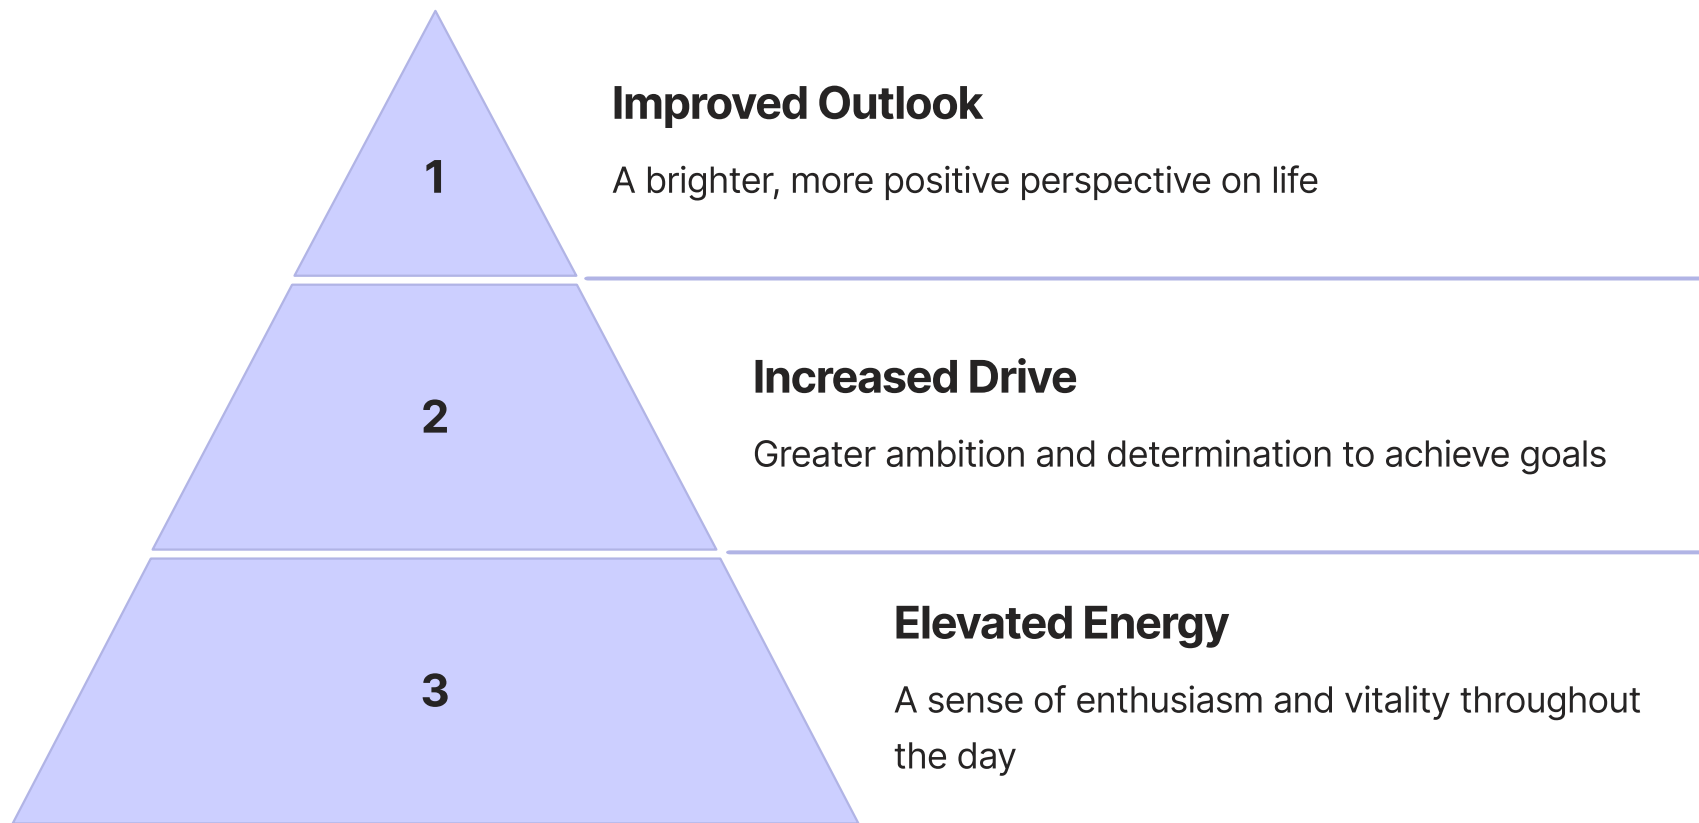 1
Improved Outlook
A brighter, more positive perspective on life
2
Increased Drive
Greater ambition and determination to achieve goals
3
Elevated Energy
A sense of enthusiasm and vitality throughout
the day